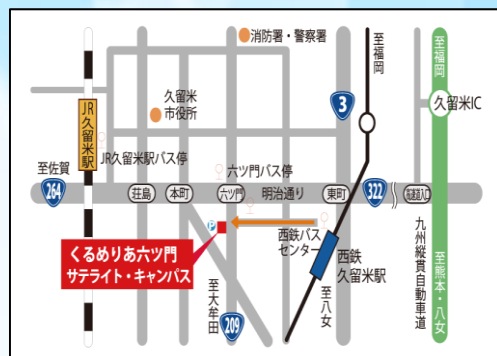 消防署・警察署
至福岡
至福岡
3
久留米IC
久留米
市役所
JR久留米駅
JR久留米駅バス停
六ツ門バス停
至佐賀
264
荘島
本町
六ツ門
明治通り
東町
322
西鉄バス
センター
くるめりあ六ツ門
サテライト・キャンパス
P
西鉄
久留米駅
九州縦貫自動車道
至熊本・八女
至大牟田
209
至八女